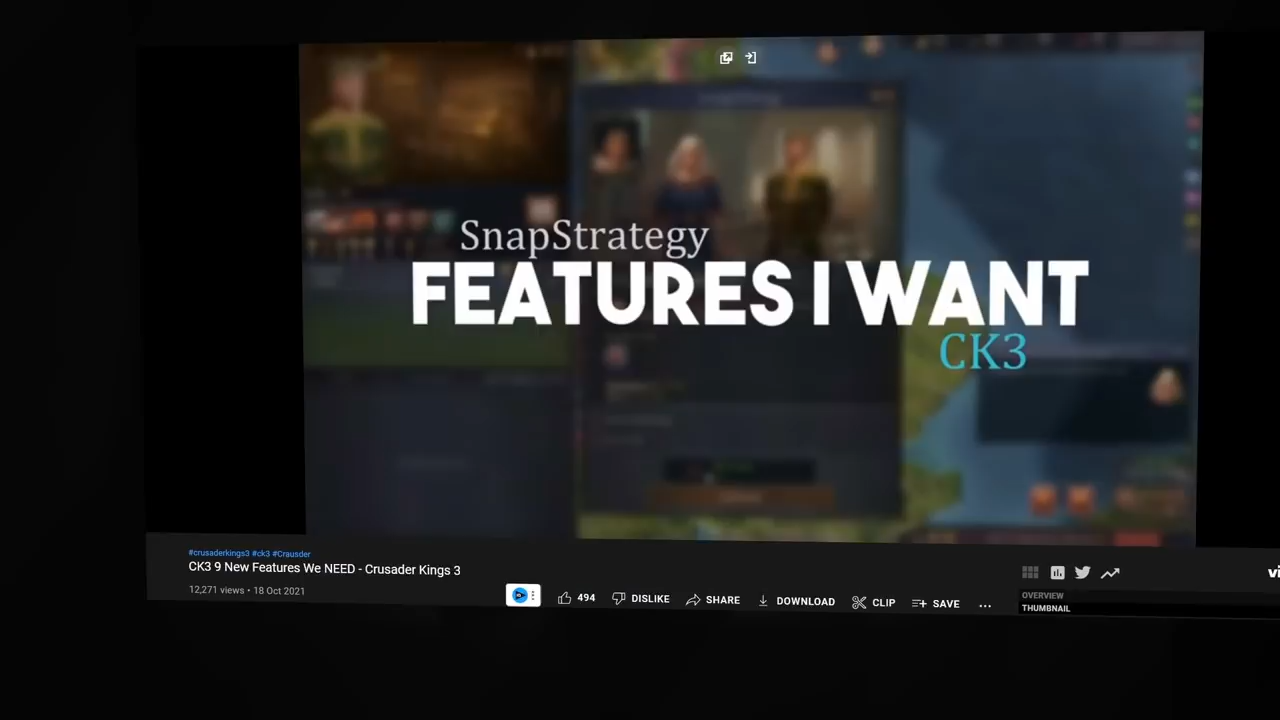 SnapStrategy
FEATURES I WANT
CK3
#crusaderkings3 #ck3 #Crausder
CK3 9 New Features We NEED - Crusader Kings 3
12,271 views • 18 Oct 2021
494 DISLIKE SHARE DOWNLOAD CLIP SAVE ...
OVERVIEW
THUMBNAIL